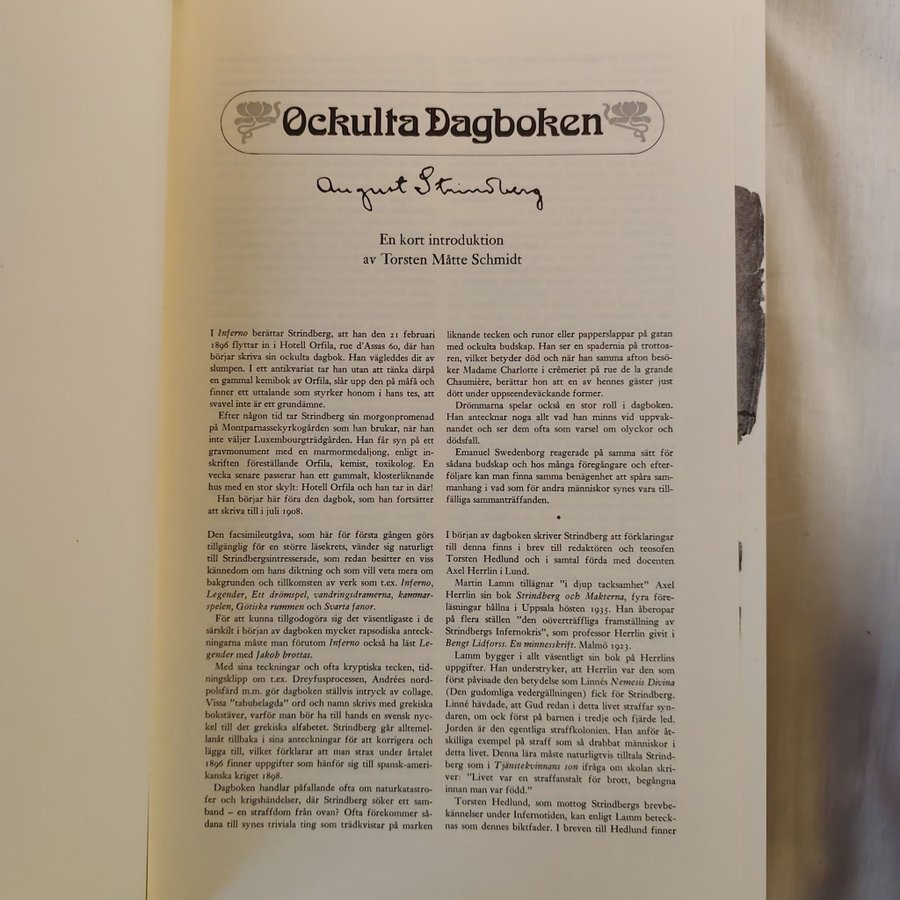 Ockulta Dagboken
August Strindberg
En kort introduktion
av Torsten Måtte Schmidt
I Inferno berättar Strindberg, att han den 21 februari
1896 flyttar in i Hotell Orfila, rue d'Assas 60, där han
börjar skriva sin ockulta dagbok. Han vägleddes dit av
slumpen. I ett antikvariat tar han utan att tänka därpå
en gammal kemibok av Orfila, slår upp den på måfå och
finner ett uttalande som styrker honom i hans tes, att
svavel inte är ett grundämne.
Efter någon tid tar Strindberg sin morgonpromenad
på Montparnassekyrkogården som han brukar, när han
inte väljer Luxembourgträdgården. Han får syn på ett
gravmonument med en marmormedaljong, enligt in-
skriften föreställande Orfila, kemist, toxikolog. En
vecka senare passerar han ett gammalt, klosterliknande
hus med en stor skylt: Hotell Orfila och han tar in där!
Han börjar här föra den dagbok, som han fortsätter
att skriva till i juli 1908.
Den facsimileutgåva, som här för första gången görs
tillgänglig för en större läsekrets, vänder sig naturligt
till Strindbergsintresserade, som redan besitter en viss
kännedom om hans diktning och som vill veta mera om
bakgrunden och tillkomsten av verk som t.ex. Inferno,
Legender, Ett drömspel, vandringsdramerna, kammar-
spelen, Götiska rummen och Svarta fanor.
För att kunna tillgodogöra sig det väsentligaste i de
särskilt i början av dagboken mycket rapsodiska anteck-
ningarna måste man förutom Inferno också ha läst Le-
gender med Jakob brottas.
Med sina teckningar och ofta kryptiska tecken, tid-
ningsklipp om t.ex. Dreyfusprocessen, Andrées nord-
polsfärd m.m. gör dagboken ställvis intryck av collage.
Vissa "tabubelagda" ord och namn skrivs med grekiska
bokstäver, varför man bör ha till hands en svensk nyc-
kel till det grekiska alfabetet. Strindberg går alltemel-
lanåt tillbaka i sina anteckningar för att korrigera och
lägga till, vilket förklarar att man strax under årtalet
1896 finner uppgifter som hänför sig till spansk-ameri-
kanska kriget 1898.
Dagboken handlar påfallande ofta om naturkatastro-
fer och krigshändelser, där Strindberg söker ett sam-
band – en straffdom från ovan? Ofta förekommer så-
dana till synes triviala ting som trädkvistar på marken
liknande tecken och runor eller papperslappar på gatan
med ockulta budskap. Han ser en spadernia på trottoa-
ren, vilket betyder död och när han samma afton besö-
ker Madame Charlotte i crêmeriet på rue de la grande
Chaumière, berättar hon att en av hennes gäster just
dött under uppseendeväckande former.
Drömmarna spelar också en stor roll i dagboken.
Han antecknar noga allt vad han minns vid uppvak-
nandet och ser dem ofta som varsel om olyckor och
dödsfall.
Emanuel Swedenborg reagerade på samma sätt för
sådana budskap och hos många föregångare och efter-
följare kan man finna samma benägenhet att spåra sam-
manhang i vad som för andra människor synes vara till-
fälliga sammanträffanden.
•
I början av dagboken skriver Strindberg att förklaringar
till denna finns i brev till redaktören och teosofen
Torsten Hedlund och i samtal förda med docenten
Axel Herrlin i Lund.
Martin Lamm tillägnar "i djup tacksamhet" Axel
Herrlin sin bok Strindberg och Makterna, fyra före-
läsningar hållna i Uppsala hösten 1935. Han åberopar
på flera ställen "den oöverträffliga framställning av
Strindbergs Infernokris", som professor Herrlin givit i
Bengt Lidforss. En minnesskrift. Malmö 1923.
Lamm bygger i allt väsentligt sin bok på Herrlins
uppgifter. Han understryker, att Herrlin var den som
först påvisade den betydelse som Linnés Nemesis Divina
(Den gudomliga vedergällningen) fick för Strindberg.
Linné hävdade, att Gud redan i detta livet straffar syn-
daren, om ock först på barnen i tredje och fjärde led.
Jorden är den egentliga straffkolonien. Han anför åt-
skilliga exempel på straff som så drabbat människor i
detta livet. Denna lära måste naturligtvis tilltala Strind-
berg som i Tjänstekvinnans son ifråga om skolan skri-
ver: "Livet var en straffanstalt för brott, begångna
innan man var född."
Torsten Hedlund, som mottog Strindbergs brevbe-
kännelser under Infernotiden, kan enligt Lamm beteck-
nas som dennes biktfader. I breven till Hedlund finner